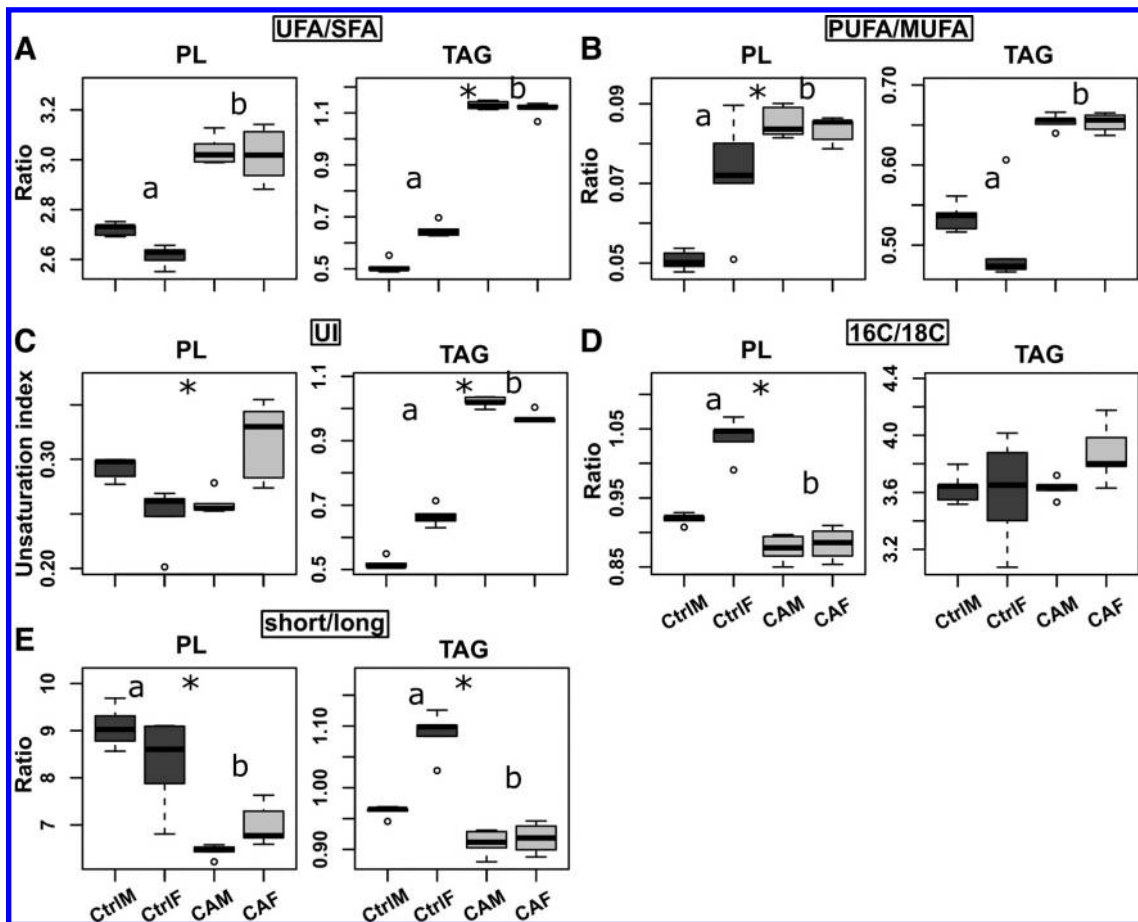 A UFA/SFA
PL TAG
Ratio
2.6 2.8 3.0 3.2
a b
0.5 0.7 0.9 1.1
a * b
B PUFA/MUFA
PL TAG
Ratio
0.05 0.07 0.09
a * b
0.50 0.60 0.70
a b
C UI
PL TAG
Unsaturation index
0.20 0.30
*
0.5 0.7 0.9 1.1
a * b
D 16C/18C
PL TAG
Ratio
0.85 0.95 1.05
a * b
3.2 3.6 4.0 4.4
CtrlM CtrlF CAM CAF
E short/long
PL TAG
Ratio
7 8 9 10
a * b
0.90 1.00 1.10
a * b
CtrlM CtrlF CAM CAF
CtrlM CtrlF CAM CAF